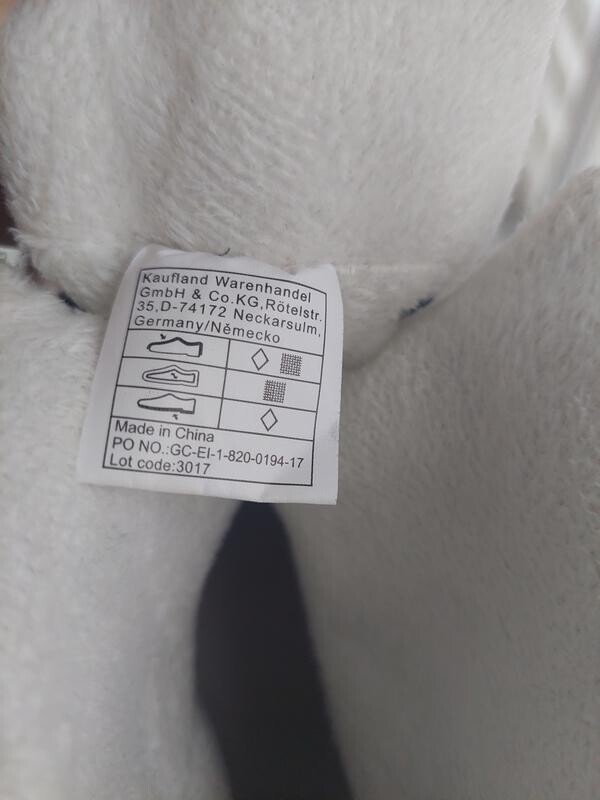 Kaufland Warenhandel
GmbH & Co.KG,Rötelstr.
35,D-74172 Neckarsulm,
Germany/Německo
Made in China
PO NO.:GC-EI-1-820-0194-17
Lot code:3017